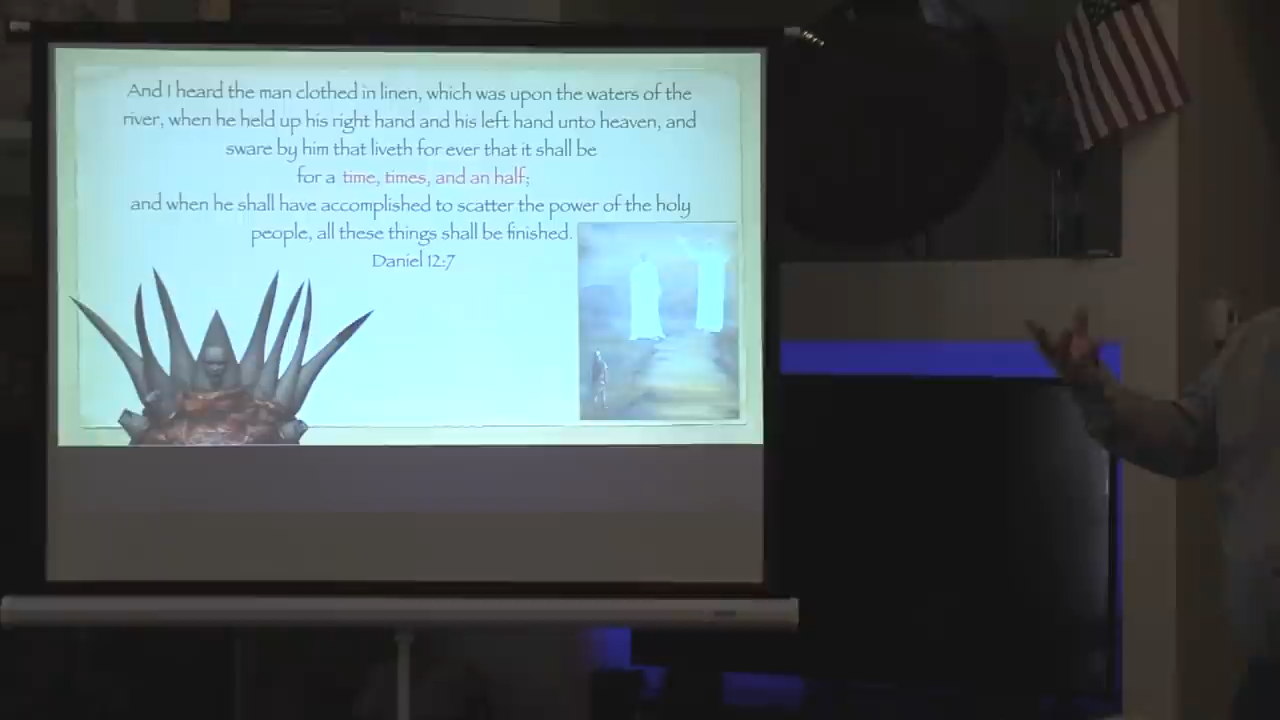 And I heard the man clothed in linen, which was upon the waters of the
river, when he held up his right hand and his left hand unto heaven, and
sware by him that liveth for ever that it shall be
for a time, times, and an half;
and when he shall have accomplished to scatter the power of the holy
people, all these things shall be finished.
Daniel 12:7